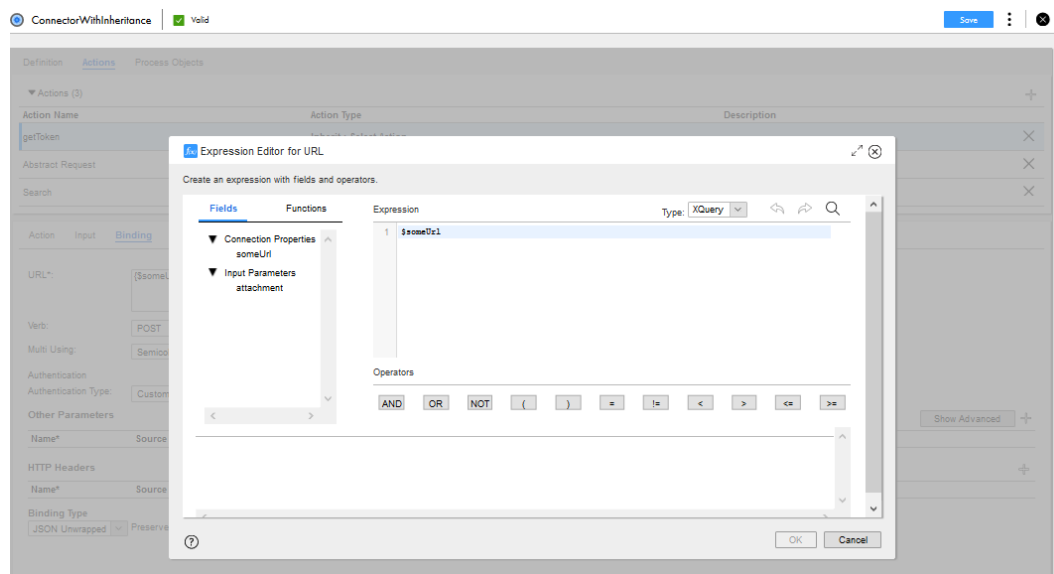 ConnectorWithInheritance Valid Save
Definition Actions Process Objects
Actions (3)
Action Name Action Type Description
getToken Inherit: Select Action
Abstract Request
Search
Expression Editor for URL
Create an expression with fields and operators.
Fields Functions Expression Type: XQuery
Connection Properties
someUrl
Input Parameters
attachment
1 $someUrl
Operators
AND OR NOT ( ) = != < > <= >=
Action Input Binding
URL*: {$someU
Verb: POST
Multi Using: Semico
Authentication
Authentication Type: Custom
Other Parameters Show Advanced
Name* Source
HTTP Headers
Name* Source
Binding Type
JSON Unwrapped Preserve
OK Cancel